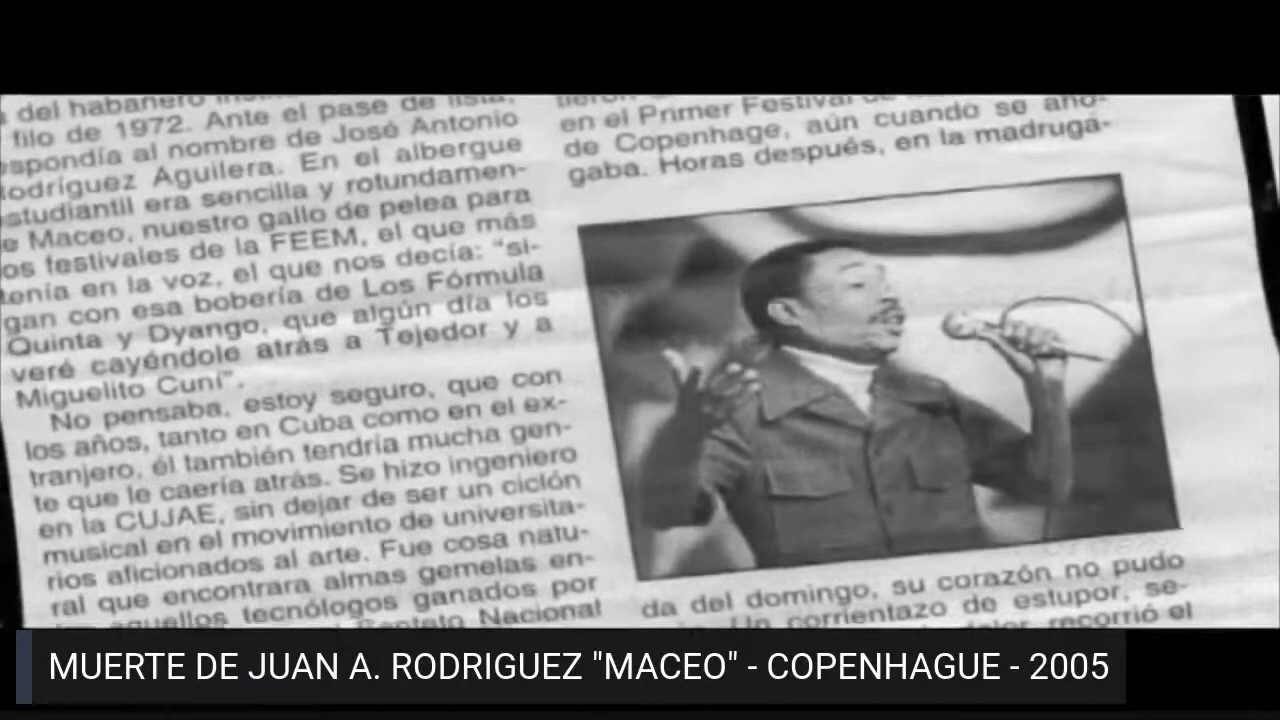 del habanero
filo de 1972. Ante el pase de lista,
spondía al nombre de José Antonio
Rodríguez Aguilera. En el albergue
studiantil era sencilla y rotundamen-
e Maceo, nuestro gallo de pelea para
os festivales de la FEEM, el que más
tenía en la voz, el que nos decía: "si-
gan con esa bobería de Los Fórmula
Quinta y Dyango, que algún día los
veré cayéndole atrás a Tejedor y a
Miguelito Cuní".
No pensaba, estoy seguro, que con
los años, tanto en Cuba como en el ex-
tranjero, él también tendría mucha gen-
te que le caería atrás. Se hizo ingeniero
en la CUJAE, sin dejar de ser un ciclón
musical en el movimiento de universita-
rios aficionados al arte. Fue cosa natu-
ral que encontrara almas gemelas en-
aquellos tecnólogos ganados por
Septeto Nacional
en el Primer Festival de
de Copenhage, aún cuando se aho-
gaba. Horas después, en la madruga-
da del domingo, su corazón no pudo
Un corrientazo de estupor, se-
dolor recorrió el
MUERTE DE JUAN A. RODRIGUEZ "MACEO" - COPENHAGUE - 2005